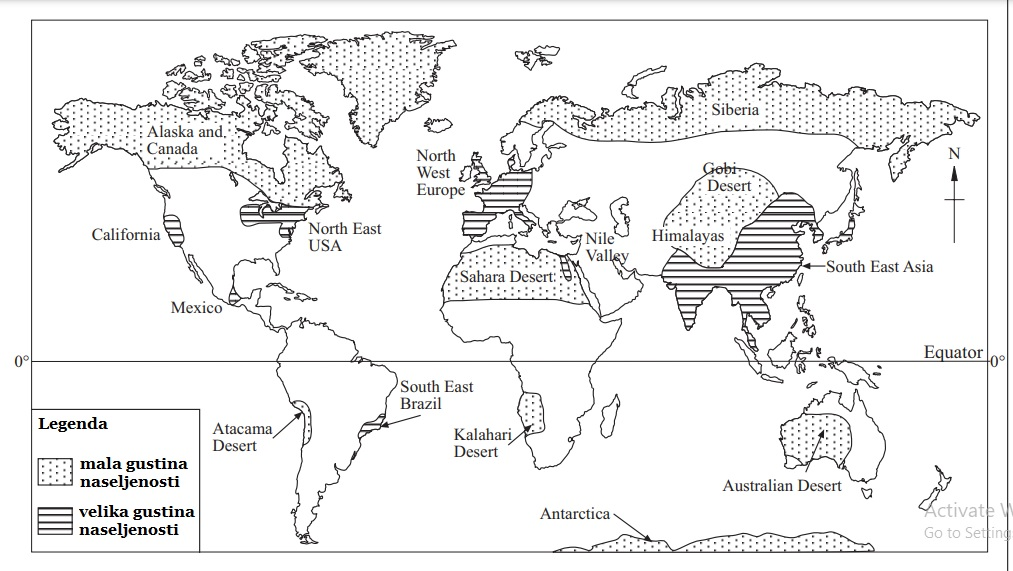 Siberia
Alaska and
Canada
N
North
West
Europe
Gobi
Desert
California
North East
USA
Nile
Valley
Himalayas
South East Asia
Sahara Desert
Mexico
Equator
0°
0°
South East
Brazil
Legenda
mala gustina
naseljenosti
velika gustina
naseljenosti
Atacama
Desert
Kalahari
Desert
Australian Desert
Antarctica
Activate W
Go to Setting